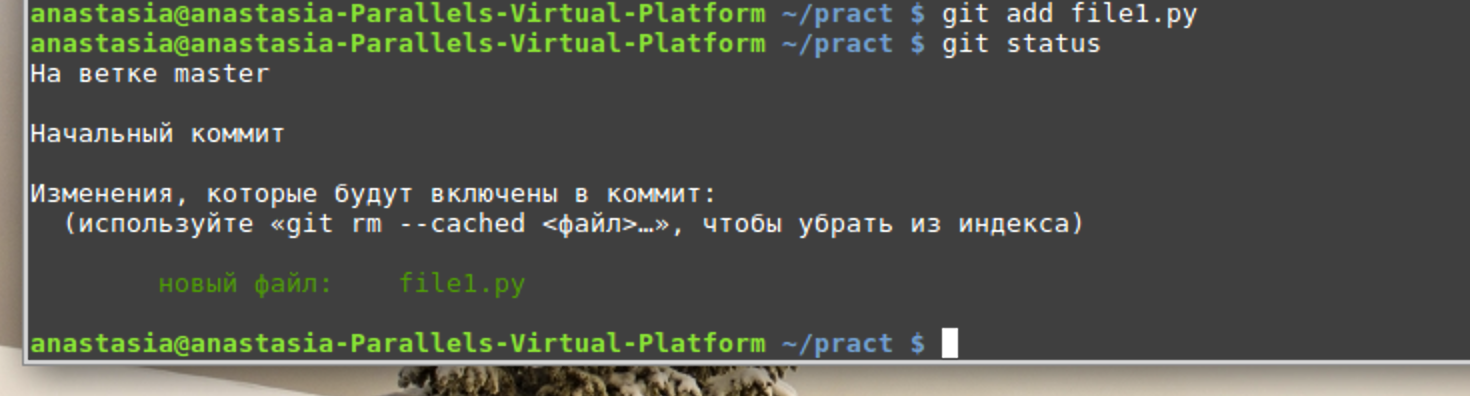 anastasia@anastasia-Parallels-Virtual-Platform ~/pract $ git add file1.py
anastasia@anastasia-Parallels-Virtual-Platform ~/pract $ git status
На ветке master
Начальный коммит
Изменения, которые будут включены в коммит:
  (используйте «git rm --cached <файл>…», чтобы убрать из индекса)
        новый файл:    file1.py
anastasia@anastasia-Parallels-Virtual-Platform ~/pract $